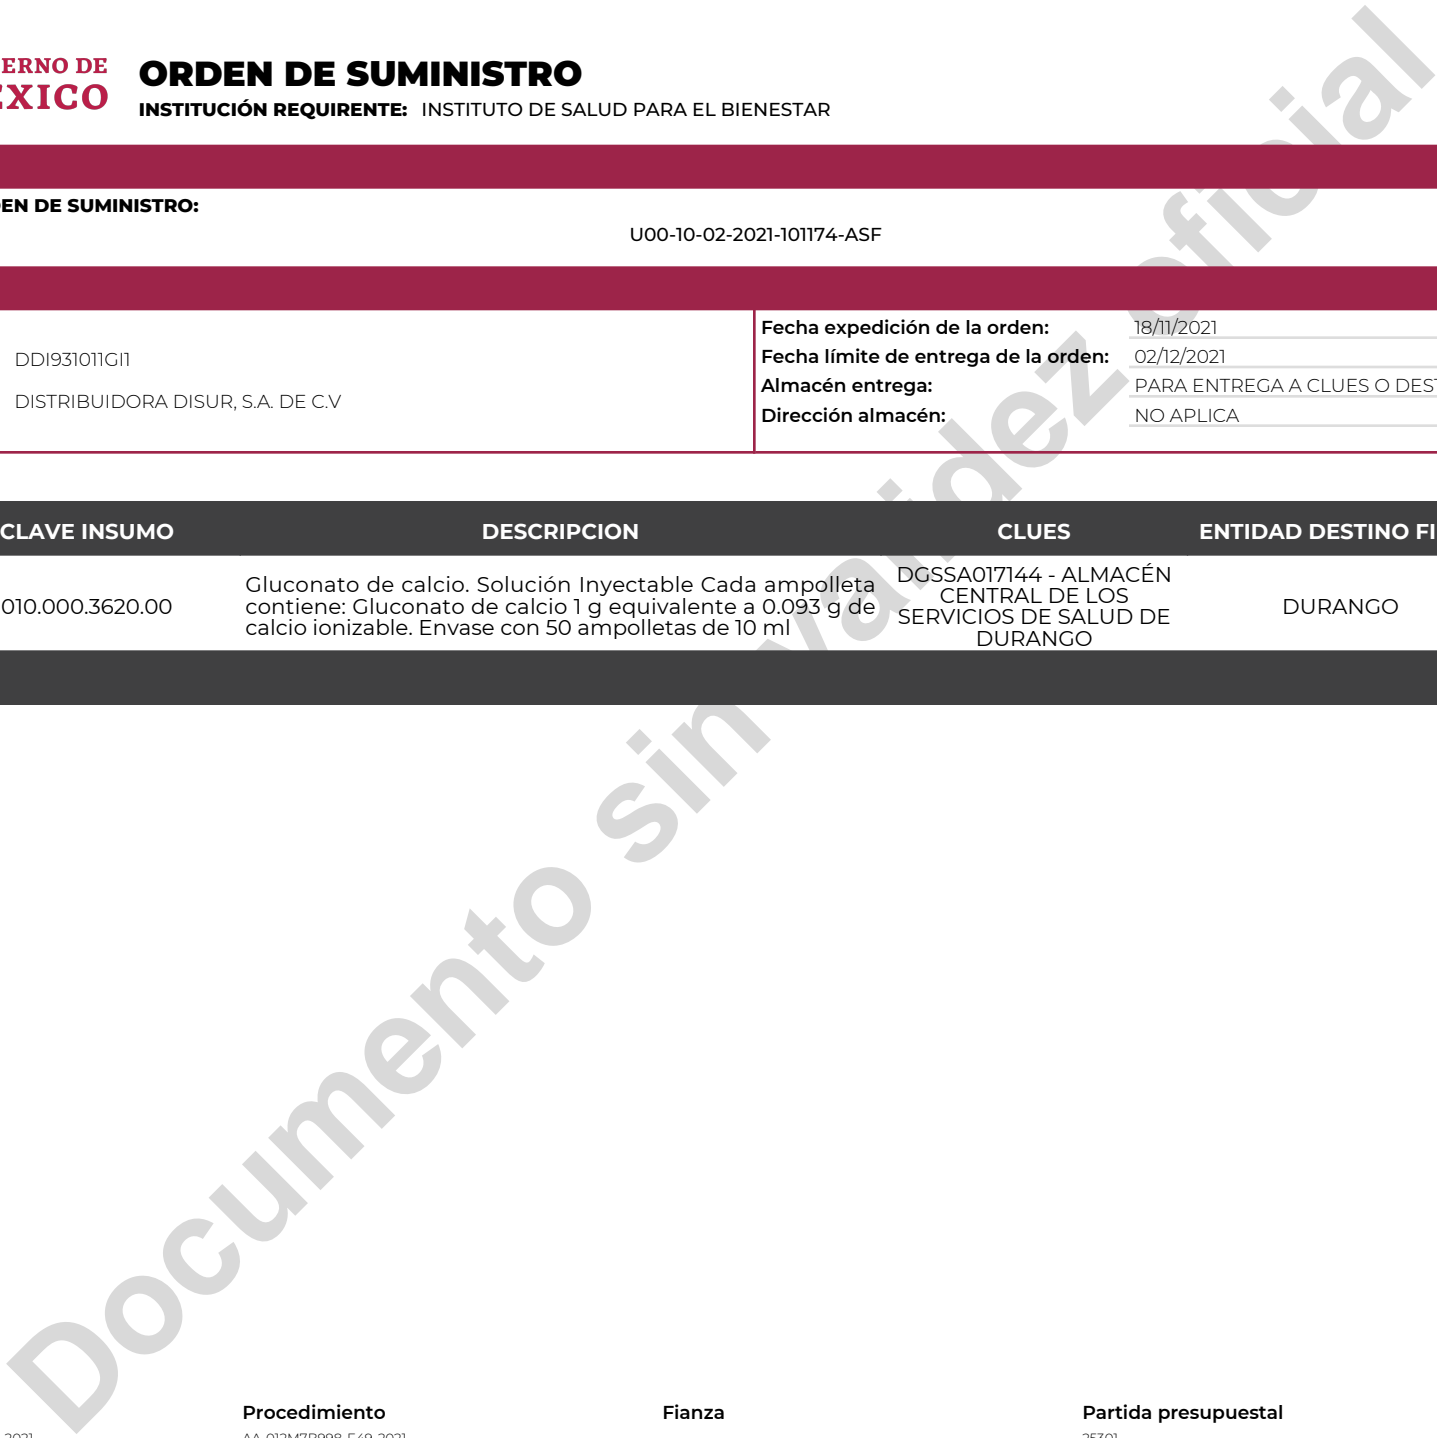 ERNO DE
EXICO
ORDEN DE SUMINISTRO
INSTITUCIÓN REQUIRENTE: INSTITUTO DE SALUD PARA EL BIENESTAR
EN DE SUMINISTRO:
U00-10-02-2021-101174-ASF
DDI931011GI1
DISTRIBUIDORA DISUR, S.A. DE C.V
Fecha expedición de la orden: 18/11/2021
Fecha límite de entrega de la orden: 02/12/2021
Almacén entrega: PARA ENTREGA A CLUES O DEST
Dirección almacén: NO APLICA
CLAVE INSUMO DESCRIPCION CLUES ENTIDAD DESTINO FI
010.000.3620.00
Gluconato de calcio. Solución Inyectable Cada ampolleta
contiene: Gluconato de calcio 1 g equivalente a 0.093 g de
calcio ionizable. Envase con 50 ampolletas de 10 ml
DGSSA017144 - ALMACÉN
CENTRAL DE LOS
SERVICIOS DE SALUD DE
DURANGO
DURANGO
Documento sin validez oficial
Procedimiento Fianza Partida presupuestal